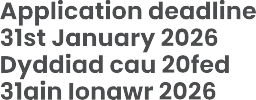 Application deadline
31st January 2026
Dyddiad cau 20fed
31ain Ionawr 2026